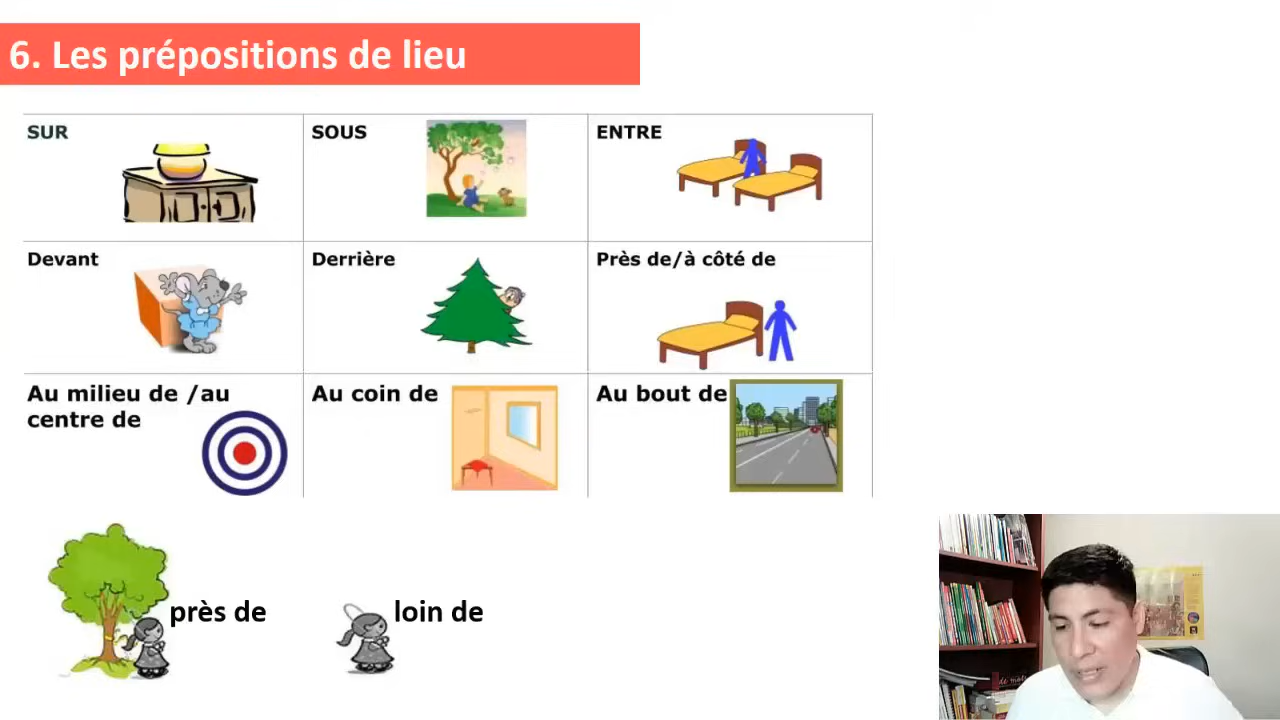 6. Les prépositions de lieu
SUR
SOUS
ENTRE
Devant
Derrière
Près de/à côté de
Au milieu de /au
centre de
Au coin de
Au bout de
près de
loin de